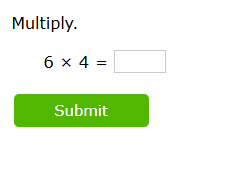 Multiply.
6 × 4 =
Submit